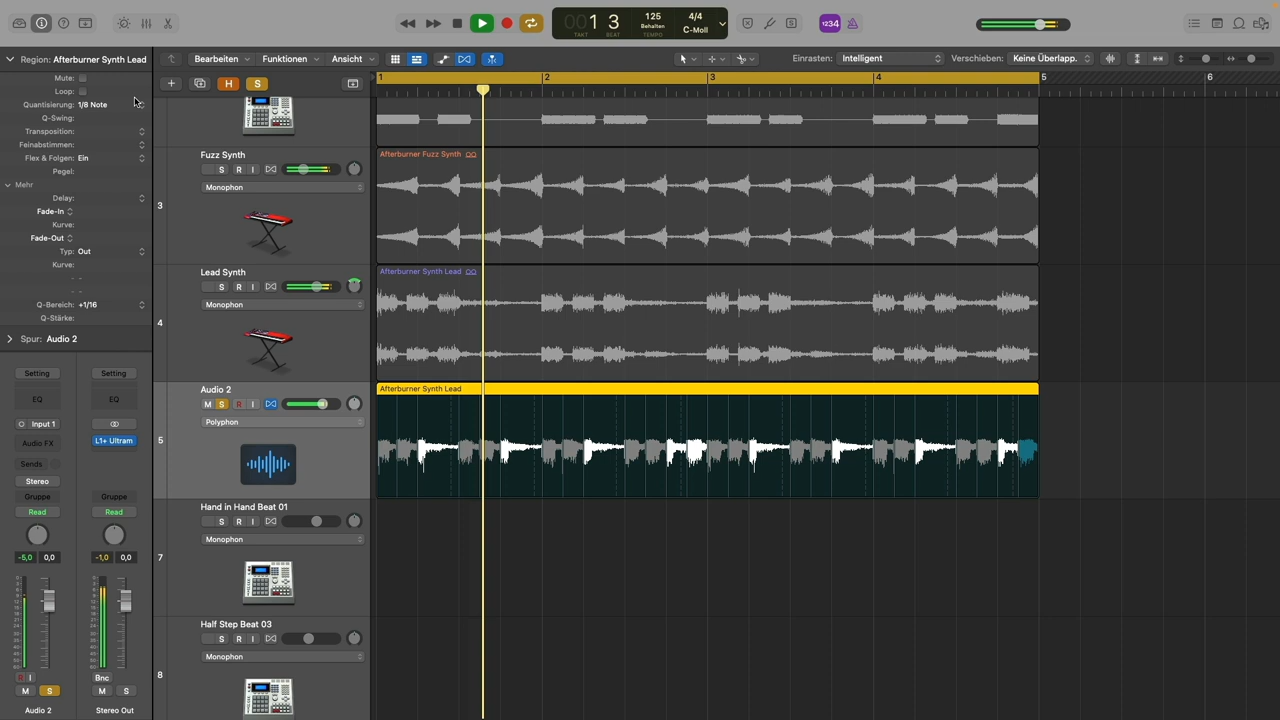 001 3
TAKT BEAT
125
Behalten
TEMPO
4/4
C-Moll
1234
Region: Afterburner Synth Lead
Bearbeiten
Funktionen
Ansicht
Einrasten: Intelligent
Verschieben: Keine Überlapp.
H
S
1
2
3
4
5
6
Mute:
Loop:
Quantisierung: 1/8 Note
Q-Swing:
Transposition:
Feinabstimmen:
Flex & Folgen: Ein
Pegel:
Mehr
Delay:
Fade-In
Kurve:
Fade-Out
Typ: Out
Kurve:
Q-Bereich: +1/16
Q-Stärke:
Spur: Audio 2
Setting
Setting
EQ
EQ
Input 1
Audio FX
L1+ Ultram
Sends
Stereo
Gruppe
Gruppe
Read
Read
-5,0
0,0
-1,0
0,0
R I
Bnc
M S
M S
Audio 2
Stereo Out
3
Fuzz Synth
S R I
Monophon
Afterburner Fuzz Synth
4
Lead Synth
S R I
Monophon
Afterburner Synth Lead
5
Audio 2
M S R I
Polyphon
Afterburner Synth Lead
7
Hand in Hand Beat 01
S R I
Monophon
8
Half Step Beat 03
S R I
Monophon